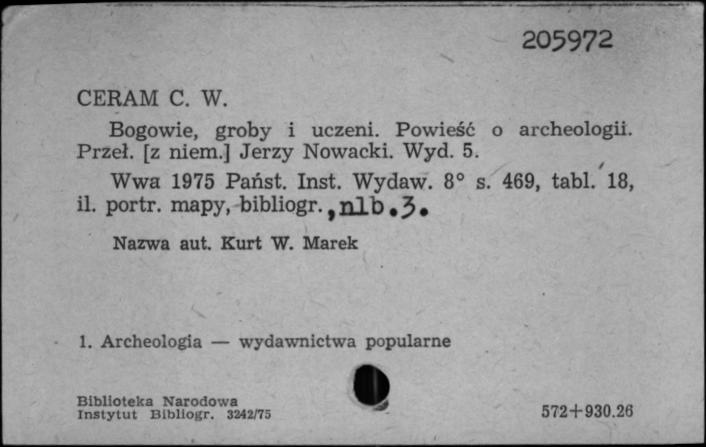 205972
CERAM C. W.
Bogowie, groby i uczeni. Powieść o archeologii.
Przeł. [z niem.] Jerzy Nowacki. Wyd. 5.
Wwa 1975 Państ. Inst. Wydaw. 8° s. 469, tabl. 18,
il. portr. mapy, bibliogr., nlb.3.
Nazwa aut. Kurt W. Marek
1. Archeologia — wydawnictwa popularne
Biblioteka Narodowa
Instytut Bibliogr. 3242/75
572+930.26